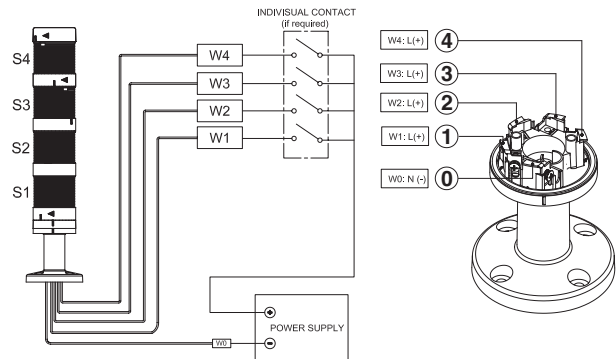 INDIVISUAL CONTACT
(if required)
S4
S3
S2
S1
W4
W3
W2
W1
W0
+
POWER SUPPLY
−
W4: L(+) 4
W3: L(+) 3
W2: L(+) 2
W1: L(+) 1
W0: N (-) 0